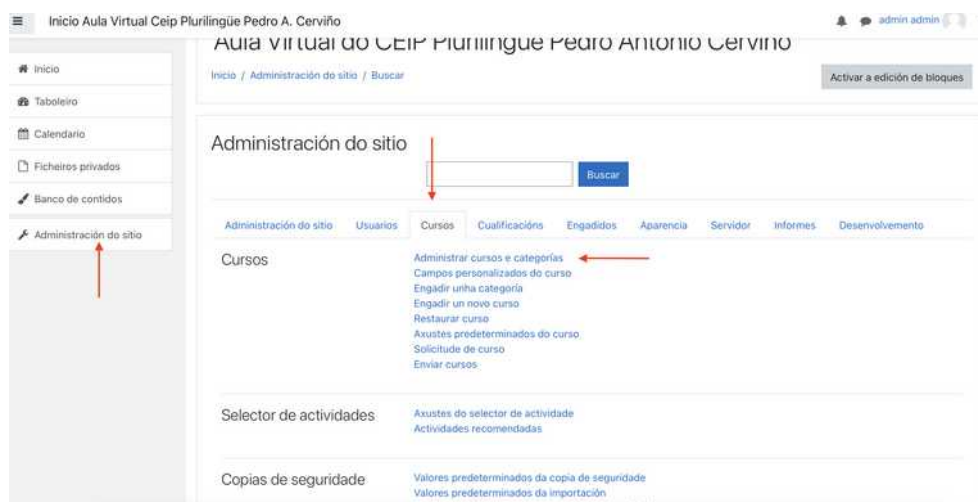 Inicio Aula Virtual Ceip Plurilingüe Pedro A. Cerviño
admin admin
Aula Virtual do CEIP Plurilingüe Pedro Antonio Cerviño
Inicio / Administración do sitio / Buscar
Activar a edición de bloques
Inicio
Taboleiro
Calendario
Ficheiros privados
Banco de contidos
Administración do sitio
Administración do sitio
Buscar
Administración do sitio Usuarios Cursos Cualificacións Engadidos Aparencia Servidor Informes Desenvolvemento
Cursos
Administrar cursos e categorías
Campos personalizados do curso
Engadir unha categoría
Engadir un novo curso
Restaurar curso
Axustes predeterminados do curso
Solicitude de curso
Enviar cursos
Selector de actividades
Axustes do selector de actividade
Actividades recomendadas
Copias de seguridade
Valores predeterminados da copia de seguridade
Valores predeterminados da importación